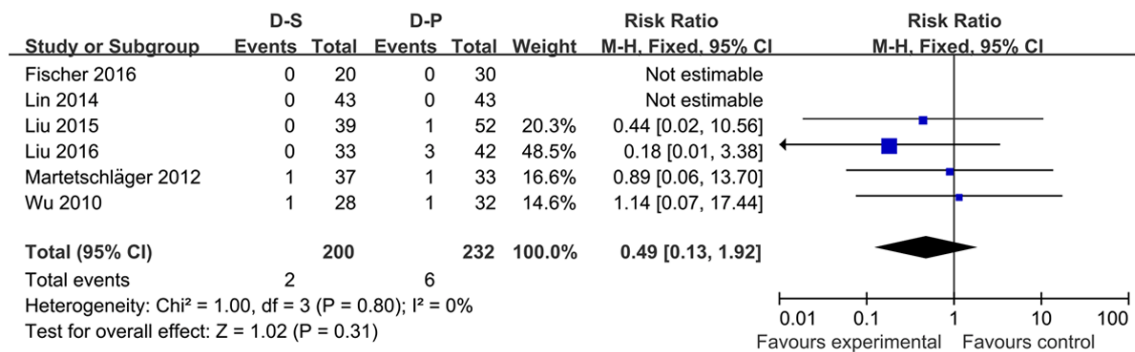 D-S D-P Risk Ratio Risk Ratio
Study or Subgroup Events Total Events Total Weight M-H, Fixed, 95% CI M-H, Fixed, 95% CI
Fischer 2016 0 20 0 30 Not estimable
Lin 2014 0 43 0 43 Not estimable
Liu 2015 0 39 1 52 20.3% 0.44 [0.02, 10.56]
Liu 2016 0 33 3 42 48.5% 0.18 [0.01, 3.38]
Martetschläger 2012 1 37 1 33 16.6% 0.89 [0.06, 13.70]
Wu 2010 1 28 1 32 14.6% 1.14 [0.07, 17.44]
Total (95% CI) 200 232 100.0% 0.49 [0.13, 1.92]
Total events 2 6
Heterogeneity: Chi² = 1.00, df = 3 (P = 0.80); I² = 0%
Test for overall effect: Z = 1.02 (P = 0.31)
0.01 0.1 1 10 100
Favours experimental Favours control